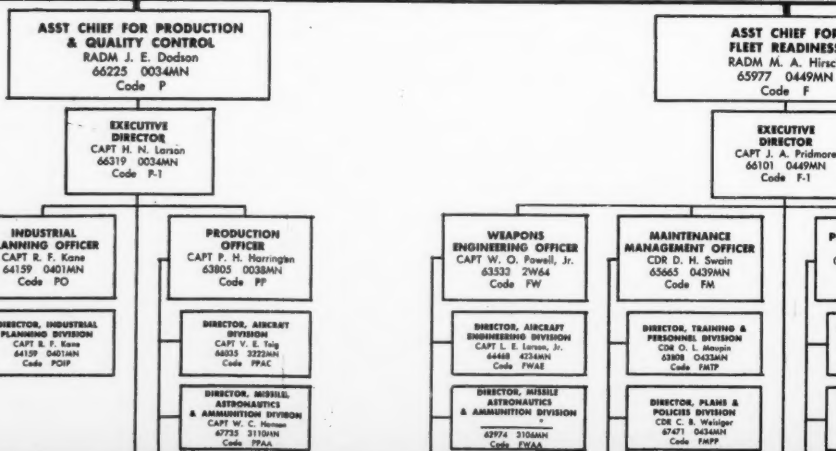 ASST CHIEF FOR PRODUCTION
& QUALITY CONTROL
RADM J. E. Dodson
66225 0034MN
Code P
EXECUTIVE
DIRECTOR
CAPT H. N. Larson
66319 0034MN
Code P-1
INDUSTRIAL
ANNING OFFICER
CAPT R. F. Kane
64159 0401MN
Code PO
DIRECTOR, INDUSTRIAL
PLANNING DIVISION
CAPT R. F. Kane
64159 0401MN
Code POIP
PRODUCTION
OFFICER
CAPT P. H. Harrington
63805 0038MN
Code PP
DIRECTOR, AIRCRAFT
DIVISION
CAPT V. E. Teig
66035 3222MN
Code PPAC
DIRECTOR, MISSILE,
ASTRONAUTICS
& AMMUNITION DIVISON
CAPT W. C. Hansen
67735 3110MN
Code PPAA
ASST CHIEF FOR
FLEET READINESS
RADM M. A. Hirsc
65977 0449MN
Code F
EXECUTIVE
DIRECTOR
CAPT J. A. Pridmore
66101 0449MN
Code F-1
WEAPONS
ENGINEERING OFFICER
CAPT W. O. Powell, Jr.
63533 2W64
Code FW
DIRECTOR, AIRCRAFT
ENGINEERING DIVISION
CAPT L. E. Larson, Jr.
64468 4234MN
Code FWAE
DIRECTOR, MISSILE
ASTRONAUTICS
& AMMUNITION DIVISION
62974 3106MN
Code FWAA
MAINTENANCE
MANAGEMENT OFFICER
CDR D. H. Swain
65665 0439MN
Code FM
DIRECTOR, TRAINING &
PERSONNEL DIVISION
CDR O. L. Maupin
63808 0433MN
Code FMTP
DIRECTOR, PLANS &
POLICIES DIVISION
CDR C. B. Weisiger
67471 0434MN
Code FMPP
P